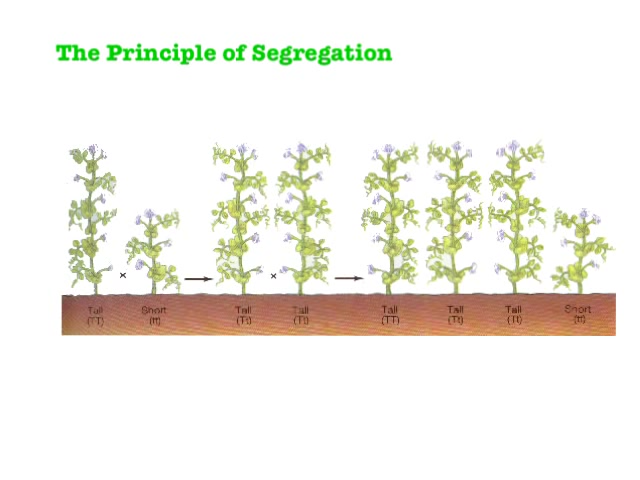 The Principle of Segregation
x
x
Tall Short Tall Tall Tall Tall Tall Short
(TT) (tt) (Tt) (Tt) (TT) (Tt) (Tt) (tt)